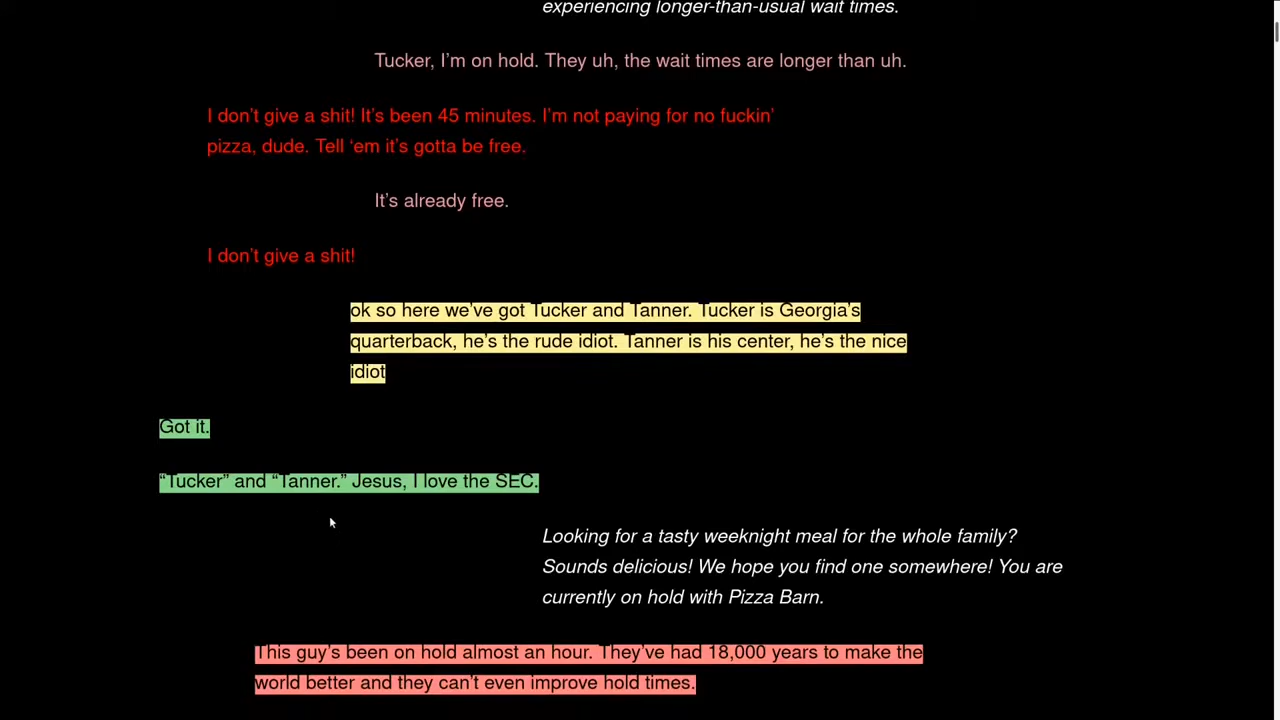 experiencing longer-than-usual wait times.
Tucker, I’m on hold. They uh, the wait times are longer than uh.
I don’t give a shit! It’s been 45 minutes. I’m not paying for no fuckin’
pizza, dude. Tell ‘em it’s gotta be free.
It’s already free.
I don’t give a shit!
ok so here we’ve got Tucker and Tanner. Tucker is Georgia’s
quarterback, he’s the rude idiot. Tanner is his center, he’s the nice
idiot
Got it.
“Tucker” and “Tanner.” Jesus, I love the SEC.
Looking for a tasty weeknight meal for the whole family?
Sounds delicious! We hope you find one somewhere! You are
currently on hold with Pizza Barn.
This guy’s been on hold almost an hour. They’ve had 18,000 years to make the
world better and they can’t even improve hold times.